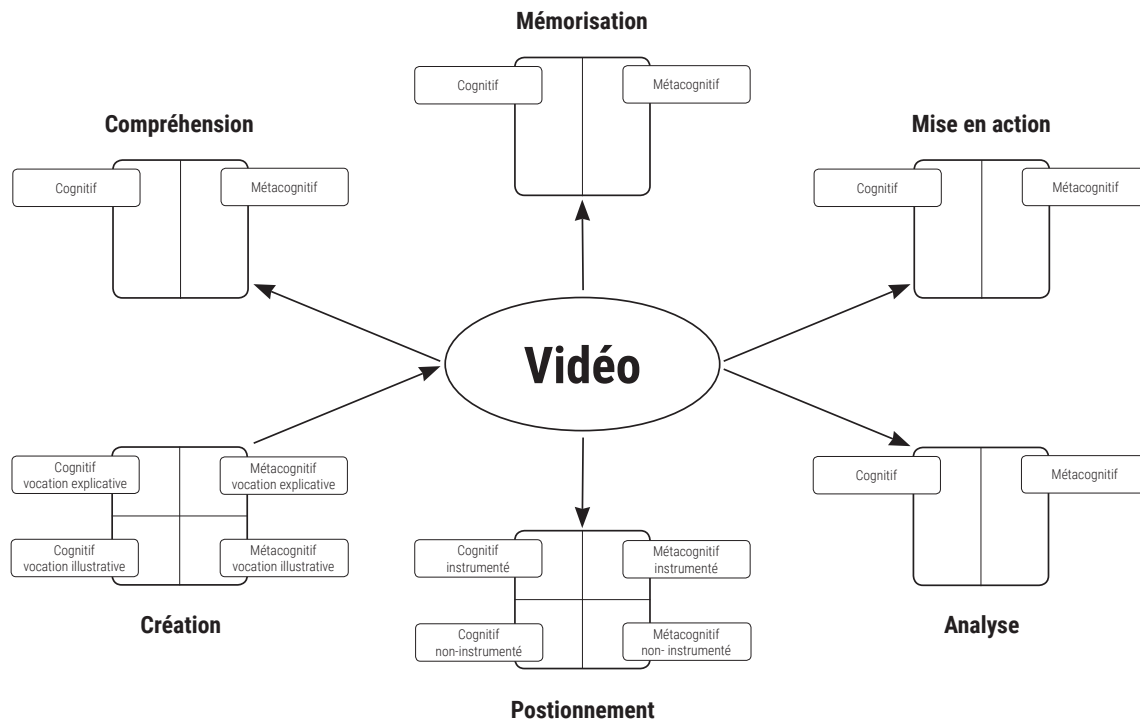 Mémorisation
Cognitif
Métacognitif
Compréhension
Cognitif
Métacognitif
Mise en action
Cognitif
Métacognitif
Vidéo
Cognitif
vocation explicative
Métacognitif
vocation explicative
Cognitif
vocation illustrative
Métacognitif
vocation illustrative
Création
Cognitif
instrumenté
Métacognitif
instrumenté
Cognitif
non-instrumenté
Métacognitif
non- instrumenté
Postionnement
Cognitif
Métacognitif
Analyse